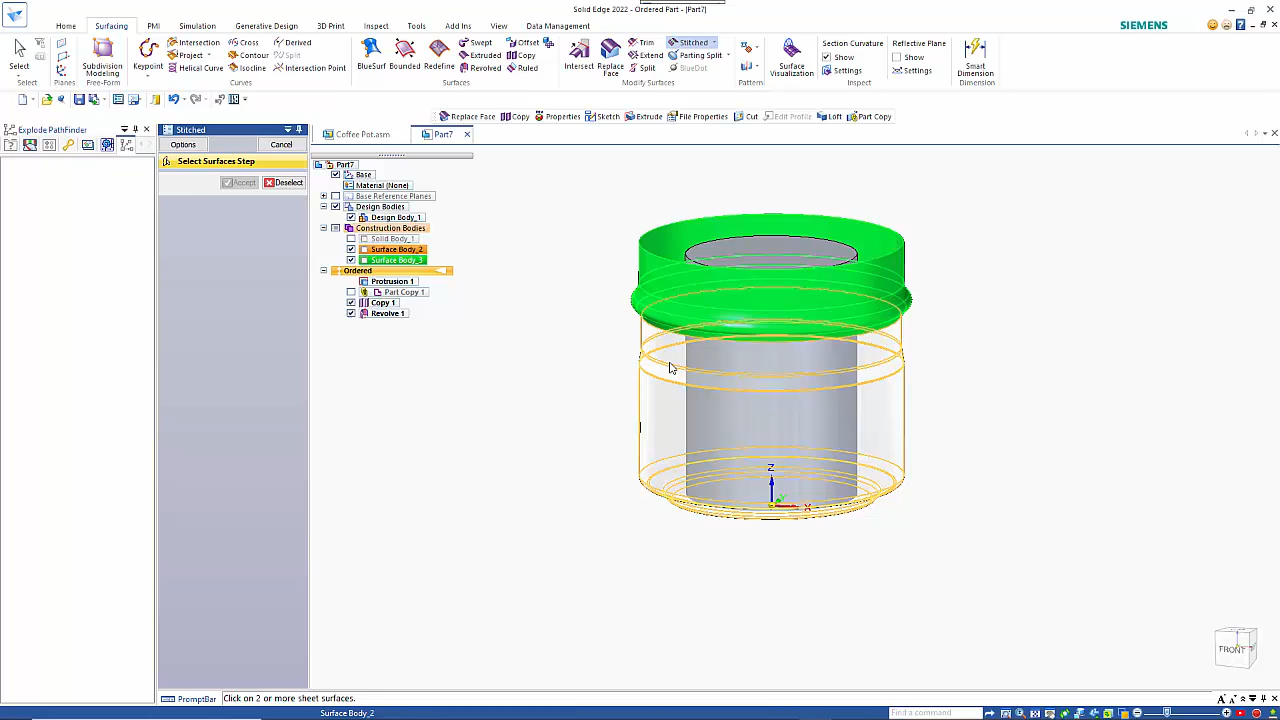 Solid Edge 2022 - Ordered Part - [Part7]
Home Surfacing PMI Simulation Generative Design 3D Print Inspect Tools Add Ins View Data Management
SIEMENS
Select Subdivision Modeling Keypoint Intersection Project Helical Curve Cross Contour Isocline Derived Intersection Point BlueSurf Bounded Redefine Swept Extruded Revolved Offset Copy Ruled Intersect Replace Face Trim Extend Split Stitched Parting Split BlueDot Surface Visualization Section Curvature Show Settings Reflective Plane Show Settings Smart Dimension
Select Planes Free-Form Curves Surfaces Modify Surfaces Pattern Inspect Dimension
Replace Face Copy Properties Sketch Extrude File Properties Cut Edit Profile Loft Part Copy
Explode PathFinder
Stitched
Coffee Pot.asm Part7
Options Cancel
Select Surfaces Step
Accept Deselect
Part7
Base
Material (None)
Base Reference Planes
Design Bodies
Design Body_1
Construction Bodies
Solid Body_1
Surface Body_2
Surface Body_3
Ordered
Protrusion 1
Part Copy 1
Copy 1
Revolve 1
Z
Y
X
FRONT
PromptBar Click on 2 or more sheet surfaces.
Surface Body_2
Find a command